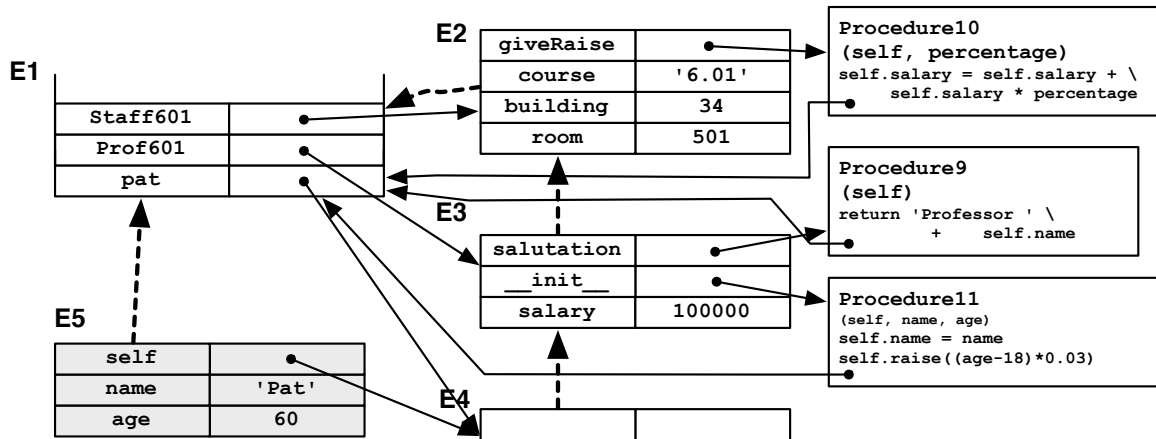 E1
Staff601
Prof601
pat
E2
giveRaise
course '6.01'
building 34
room 501
E3
salutation
__init__
salary 100000
E4
E5
self
name 'Pat'
age 60
Procedure10
(self, percentage)
self.salary = self.salary + \
self.salary * percentage
Procedure9
(self)
return 'Professor ' \
+ self.name
Procedure11
(self, name, age)
self.name = name
self.raise((age-18)*0.03)